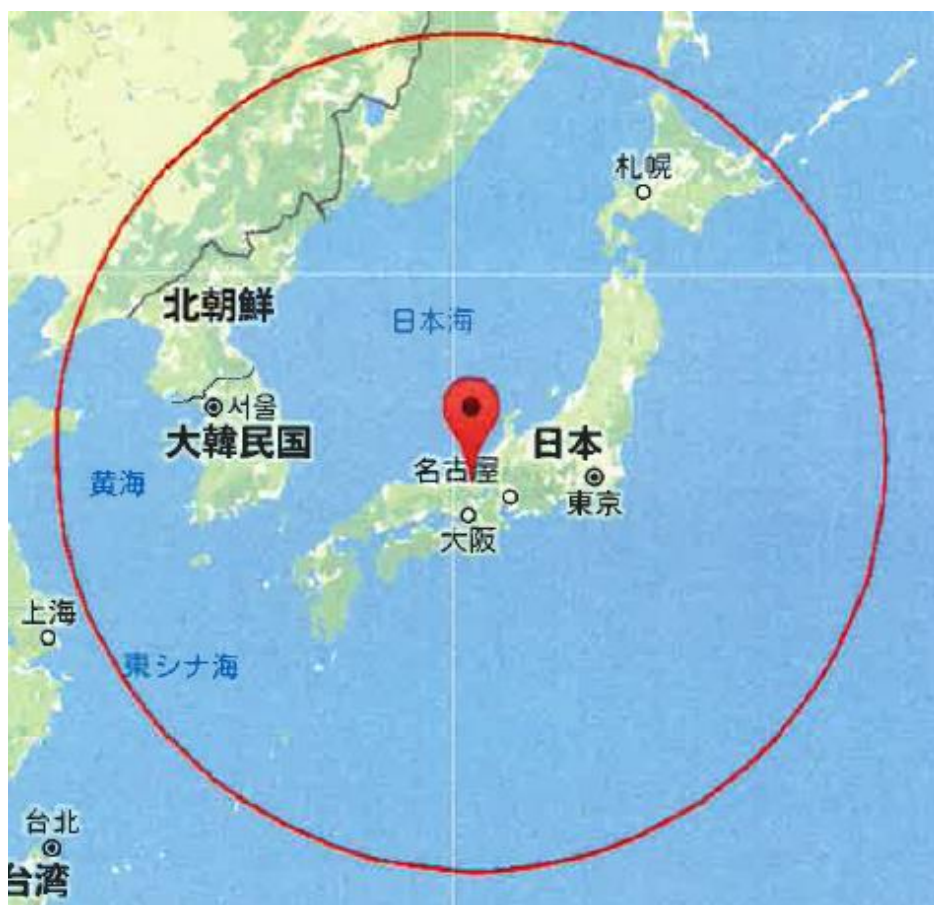 札幌
北朝鮮
日本海
서울
大韓民国
日本
名古屋
東京
黄海
大阪
上海
東シナ海
台北
台湾